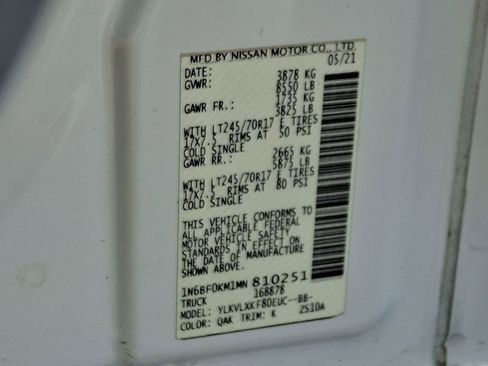 MFD BY NISSAN MOTOR CO., LTD.
DATE: 05/21
GVWR: 3878 KG
8550 LB
GAWR FR.: 1735 KG
3825 LB
WITH LT245/70R17 E TIRES
17X7.5 RIMS AT 50 PSI
COLD SINGLE
GAWR RR.: 2665 KG
5875 LB
WITH LT245/70R17 E TIRES
17X7.5 RIMS AT 80 PSI
COLD SINGLE
THIS VEHICLE CONFORMS TO
ALL APPLICABLE FEDERAL
MOTOR VEHICLE SAFETY
STANDARDS IN EFFECT ON
THE DATE OF MANUFACTURE
SHOWN ABOVE.
1N6BF0KM1MN810251
TRUCK 168878
MODEL: YLKVLXKF80EUC--BB-
COLOR: QAK TRIM: K ZS1DA